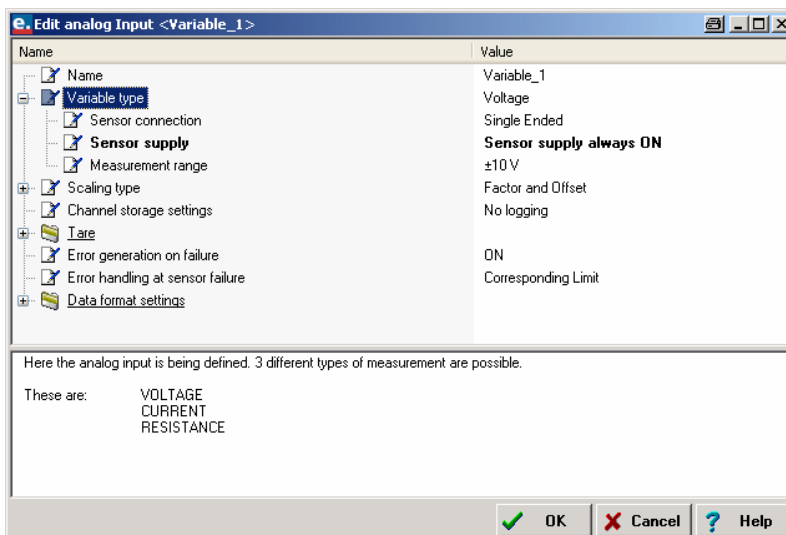 e. Edit analog Input <Variable_1>
Name Value
Name Variable_1
Variable type Voltage
Sensor connection Single Ended
Sensor supply Sensor supply always ON
Measurement range ±10 V
Scaling type Factor and Offset
Channel storage settings No logging
Tare
Error generation on failure ON
Error handling at sensor failure Corresponding Limit
Data format settings
Here the analog input is being defined. 3 different types of measurement are possible.
These are: VOLTAGE
CURRENT
RESISTANCE
OK Cancel ? Help